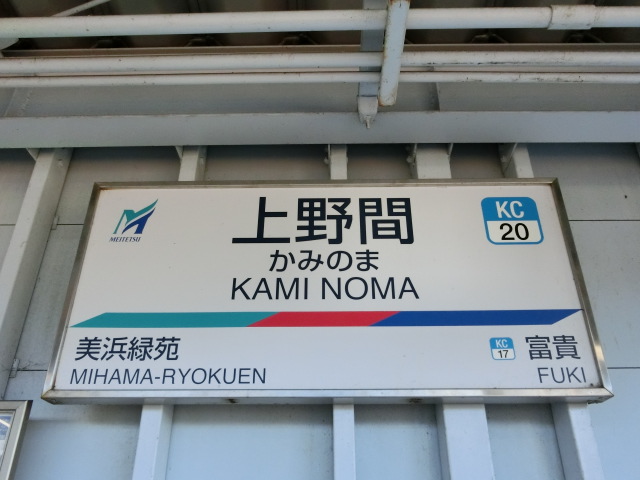 MEITETSU
上野間
かみのま
KAMI NOMA
KC
20
美浜緑苑
MIHAMA-RYOKUEN
KC
17
富貴
FUKI